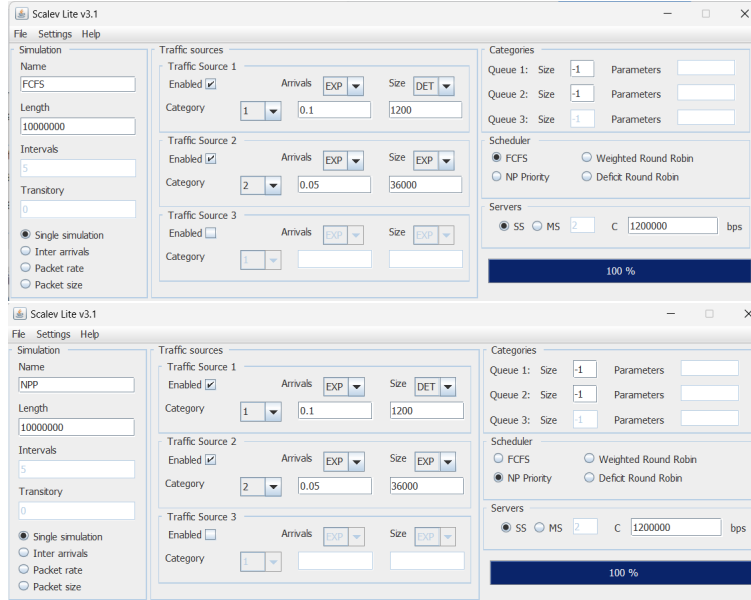 Scalev Lite v3.1
File Settings Help
Simulation
Name
FCFS
Length
10000000
Intervals
5
Transitory
0
Single simulation
Inter arrivals
Packet rate
Packet size
Traffic sources
Traffic Source 1
Enabled Arrivals EXP Size DET
Category 1 0.1 1200
Traffic Source 2
Enabled Arrivals EXP Size EXP
Category 2 0.05 36000
Traffic Source 3
Enabled Arrivals EXP Size EXP
Category 1
Categories
Queue 1: Size -1 Parameters
Queue 2: Size -1 Parameters
Queue 3: Size -1 Parameters
Scheduler
FCFS Weighted Round Robin
NP Priority Deficit Round Robin
Servers
SS MS 2 C 1200000 bps
100 %
Scalev Lite v3.1
File Settings Help
Simulation
Name
NPP
Length
10000000
Intervals
5
Transitory
0
Single simulation
Inter arrivals
Packet rate
Packet size
Traffic sources
Traffic Source 1
Enabled Arrivals EXP Size DET
Category 1 0.1 1200
Traffic Source 2
Enabled Arrivals EXP Size EXP
Category 2 0.05 36000
Traffic Source 3
Enabled Arrivals EXP Size EXP
Category 1
Categories
Queue 1: Size -1 Parameters
Queue 2: Size -1 Parameters
Queue 3: Size -1 Parameters
Scheduler
FCFS Weighted Round Robin
NP Priority Deficit Round Robin
Servers
SS MS 2 C 1200000 bps
100 %